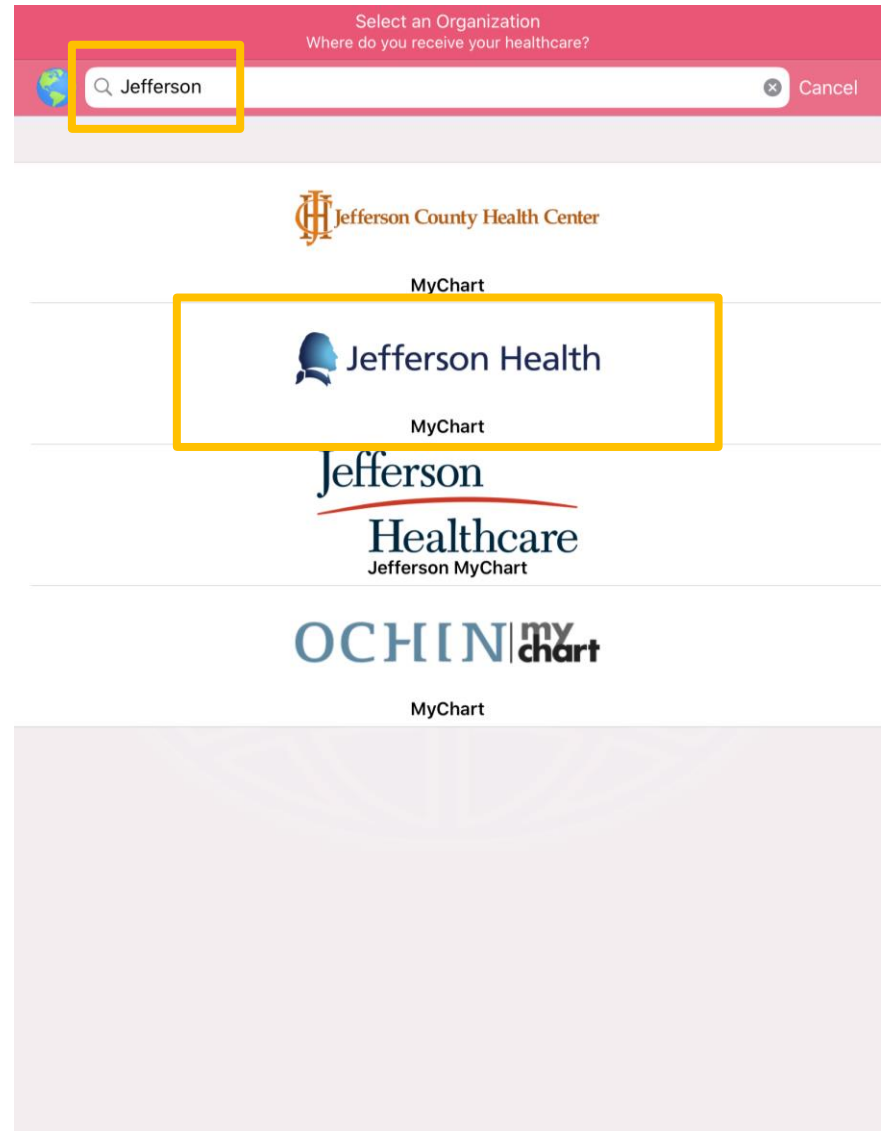 Select an Organization
Where do you receive your healthcare?
Jefferson
Cancel
Jefferson County Health Center
MyChart
Jefferson Health
MyChart
Jefferson
Healthcare
Jefferson MyChart
OCHIN my
chart
MyChart